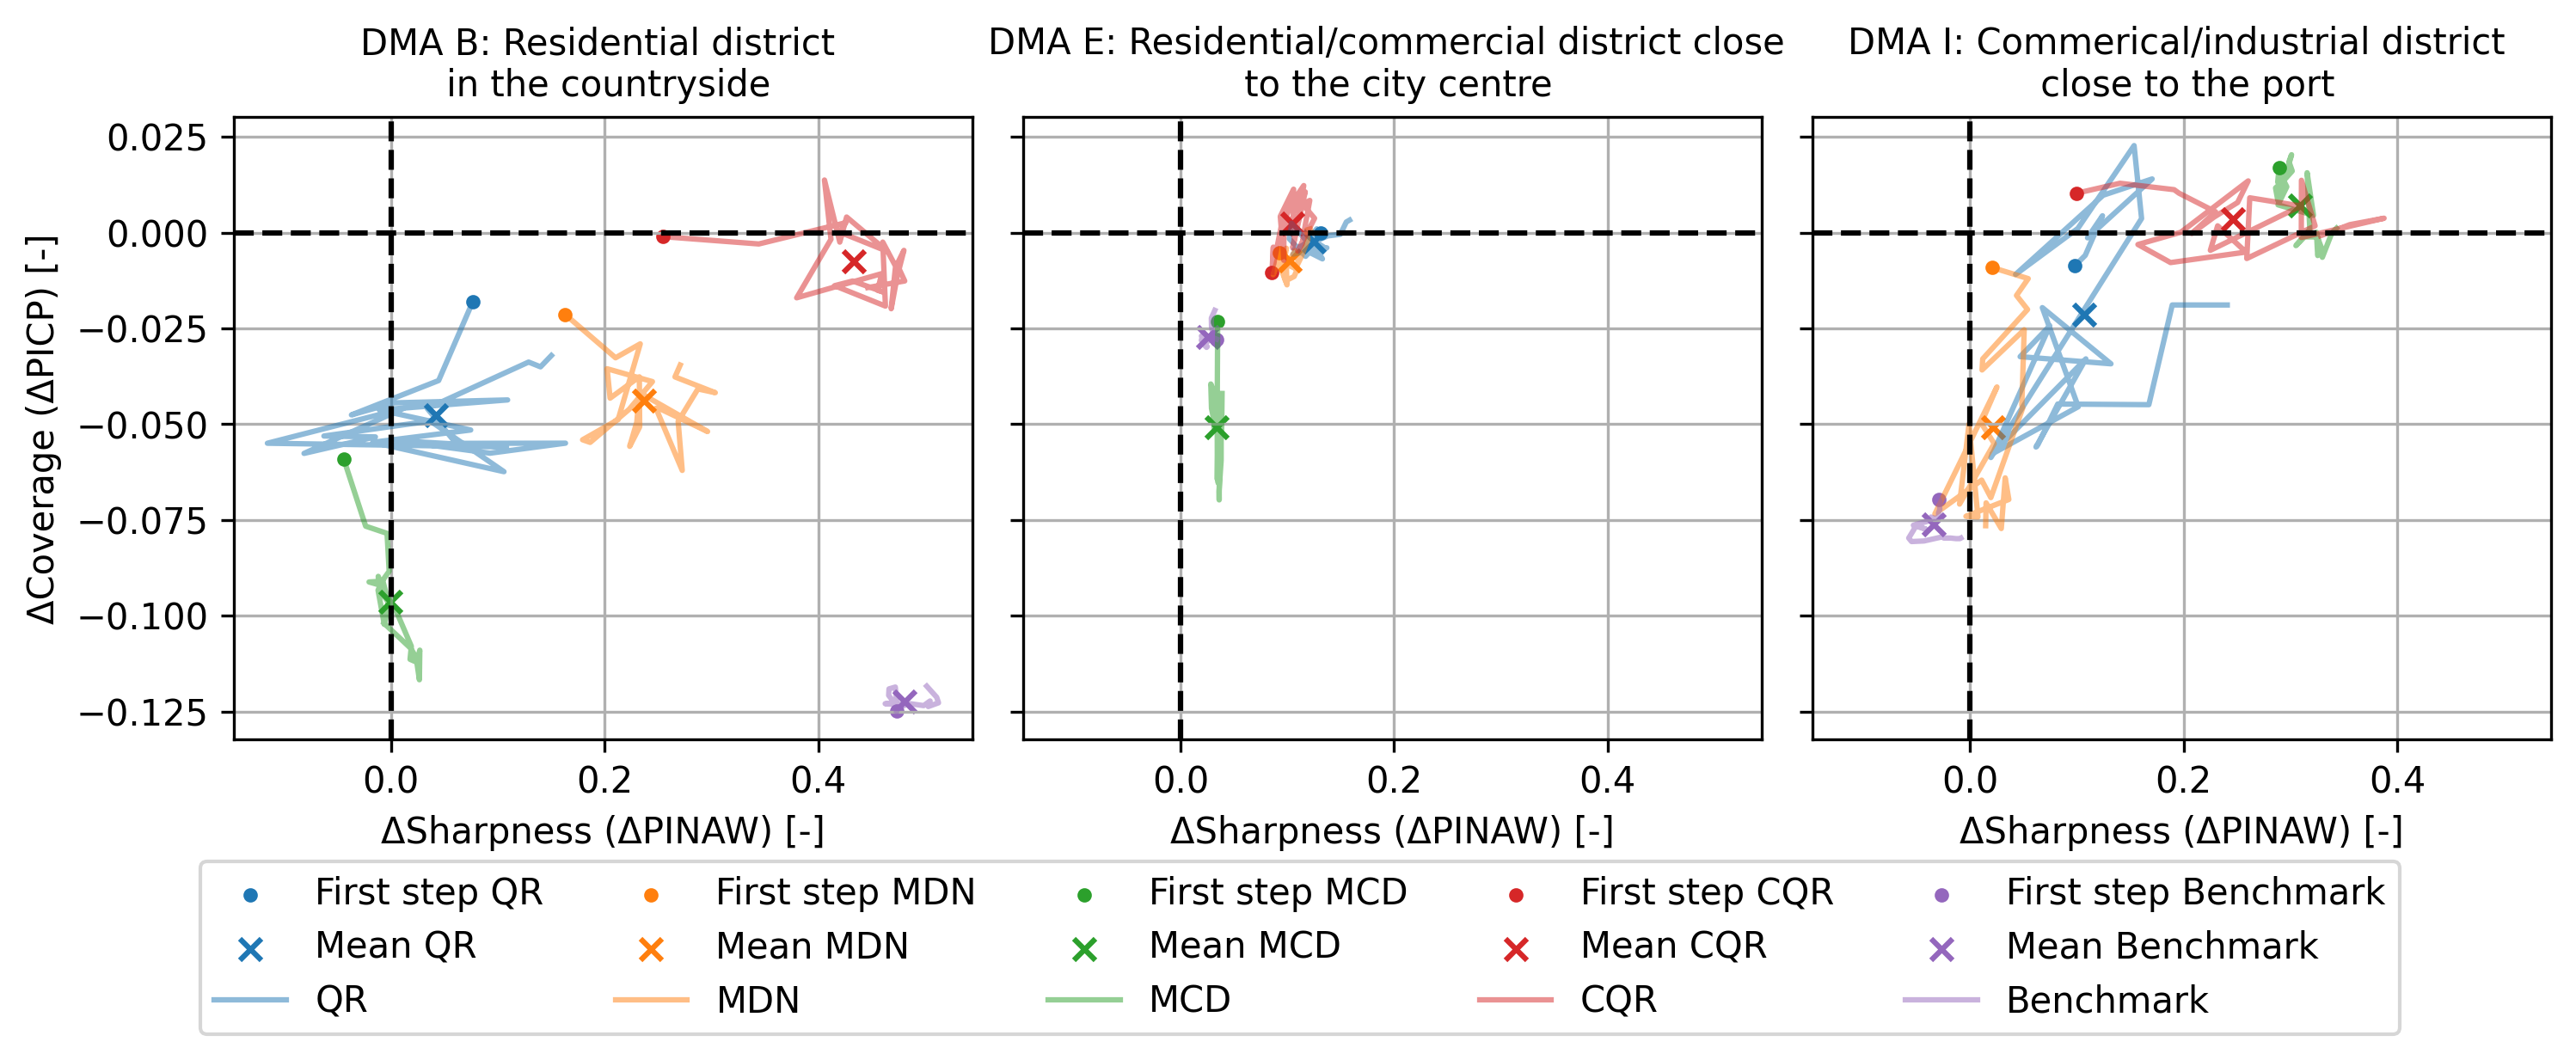 DMA B: Residential district
in the countryside
DMA E: Residential/commercial district close
to the city centre
DMA I: Commerical/industrial district
close to the port
ΔCoverage (ΔPICP) [-]
0.025
0.000
−0.025
−0.050
−0.075
−0.100
−0.125
0.0 0.2 0.4
0.0 0.2 0.4
0.0 0.2 0.4
ΔSharpness (ΔPINAW) [-]
ΔSharpness (ΔPINAW) [-]
ΔSharpness (ΔPINAW) [-]
First step QR
Mean QR
QR
First step MDN
Mean MDN
MDN
First step MCD
Mean MCD
MCD
First step CQR
Mean CQR
CQR
First step Benchmark
Mean Benchmark
Benchmark